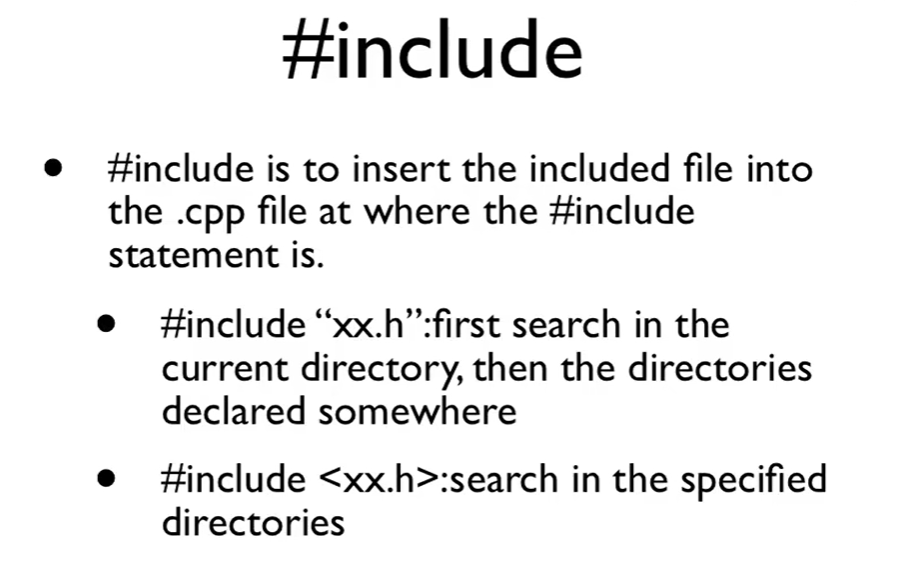 #include
• #include is to insert the included file into
the .cpp file at where the #include
statement is.
• #include “xx.h”:first search in the
current directory, then the directories
declared somewhere
• #include <xx.h>:search in the specified
directories